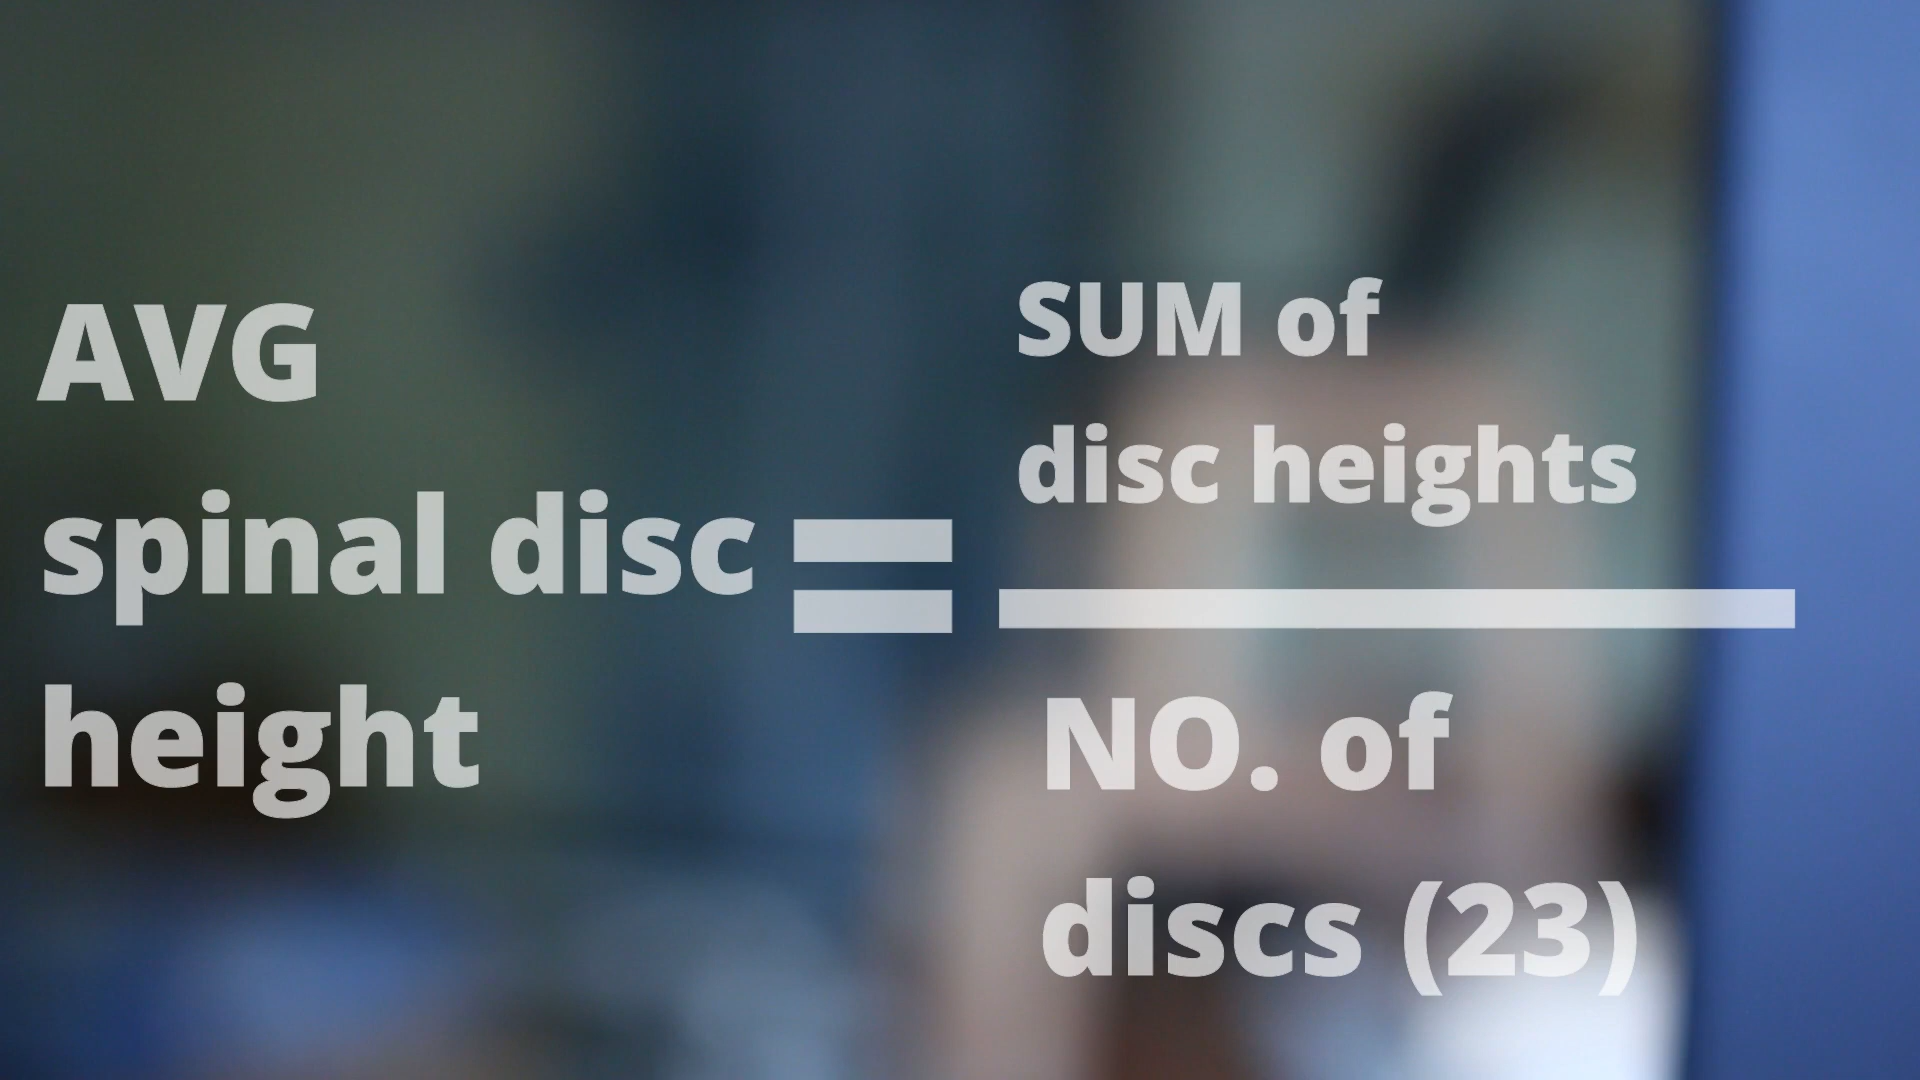 AVG
spinal disc
height
=
SUM of
disc heights
NO. of
discs (23)